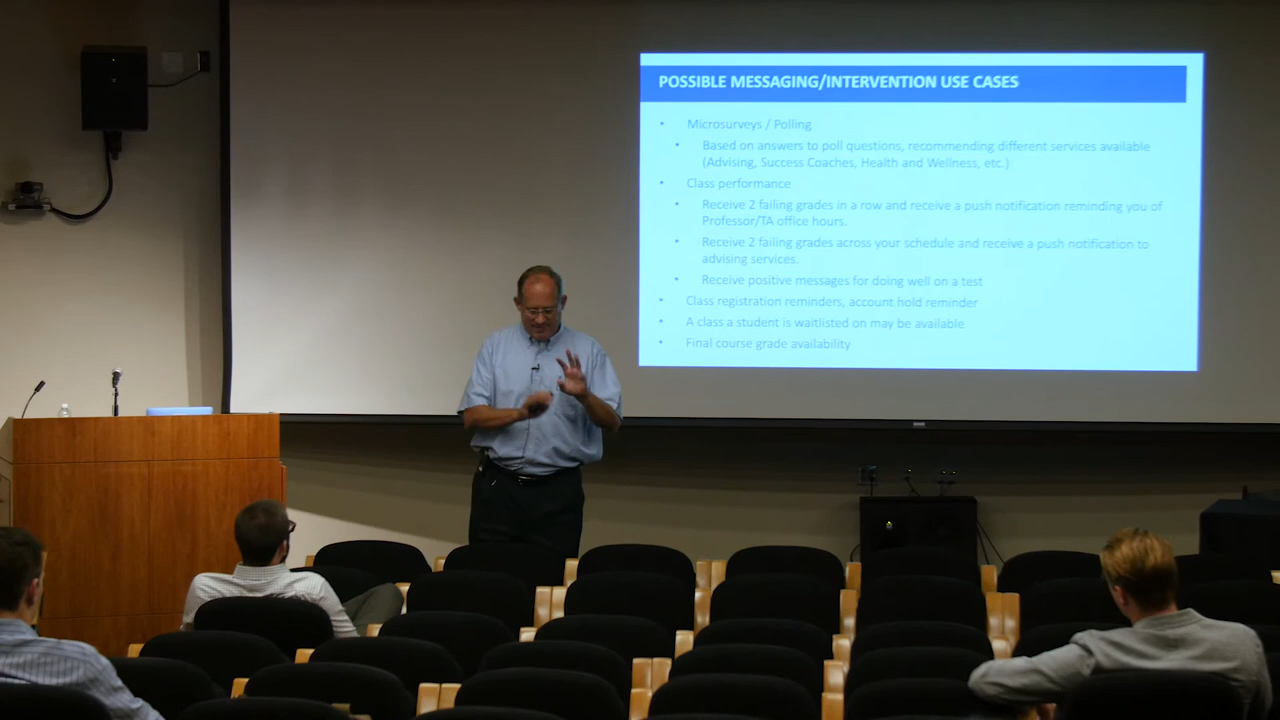 POSSIBLE MESSAGING/INTERVENTION USE CASES
• Microsurveys / Polling
• Based on answers to poll questions, recommending different services available
(Advising, Success Coaches, Health and Wellness, etc.)
• Class performance
• Receive 2 failing grades in a row and receive a push notification reminding you of
Professor/TA office hours.
• Receive 2 failing grades across your schedule and receive a push notification to
advising services.
• Receive positive messages for doing well on a test
• Class registration reminders, account hold reminder
• A class a student is waitlisted on may be available
• Final course grade availability